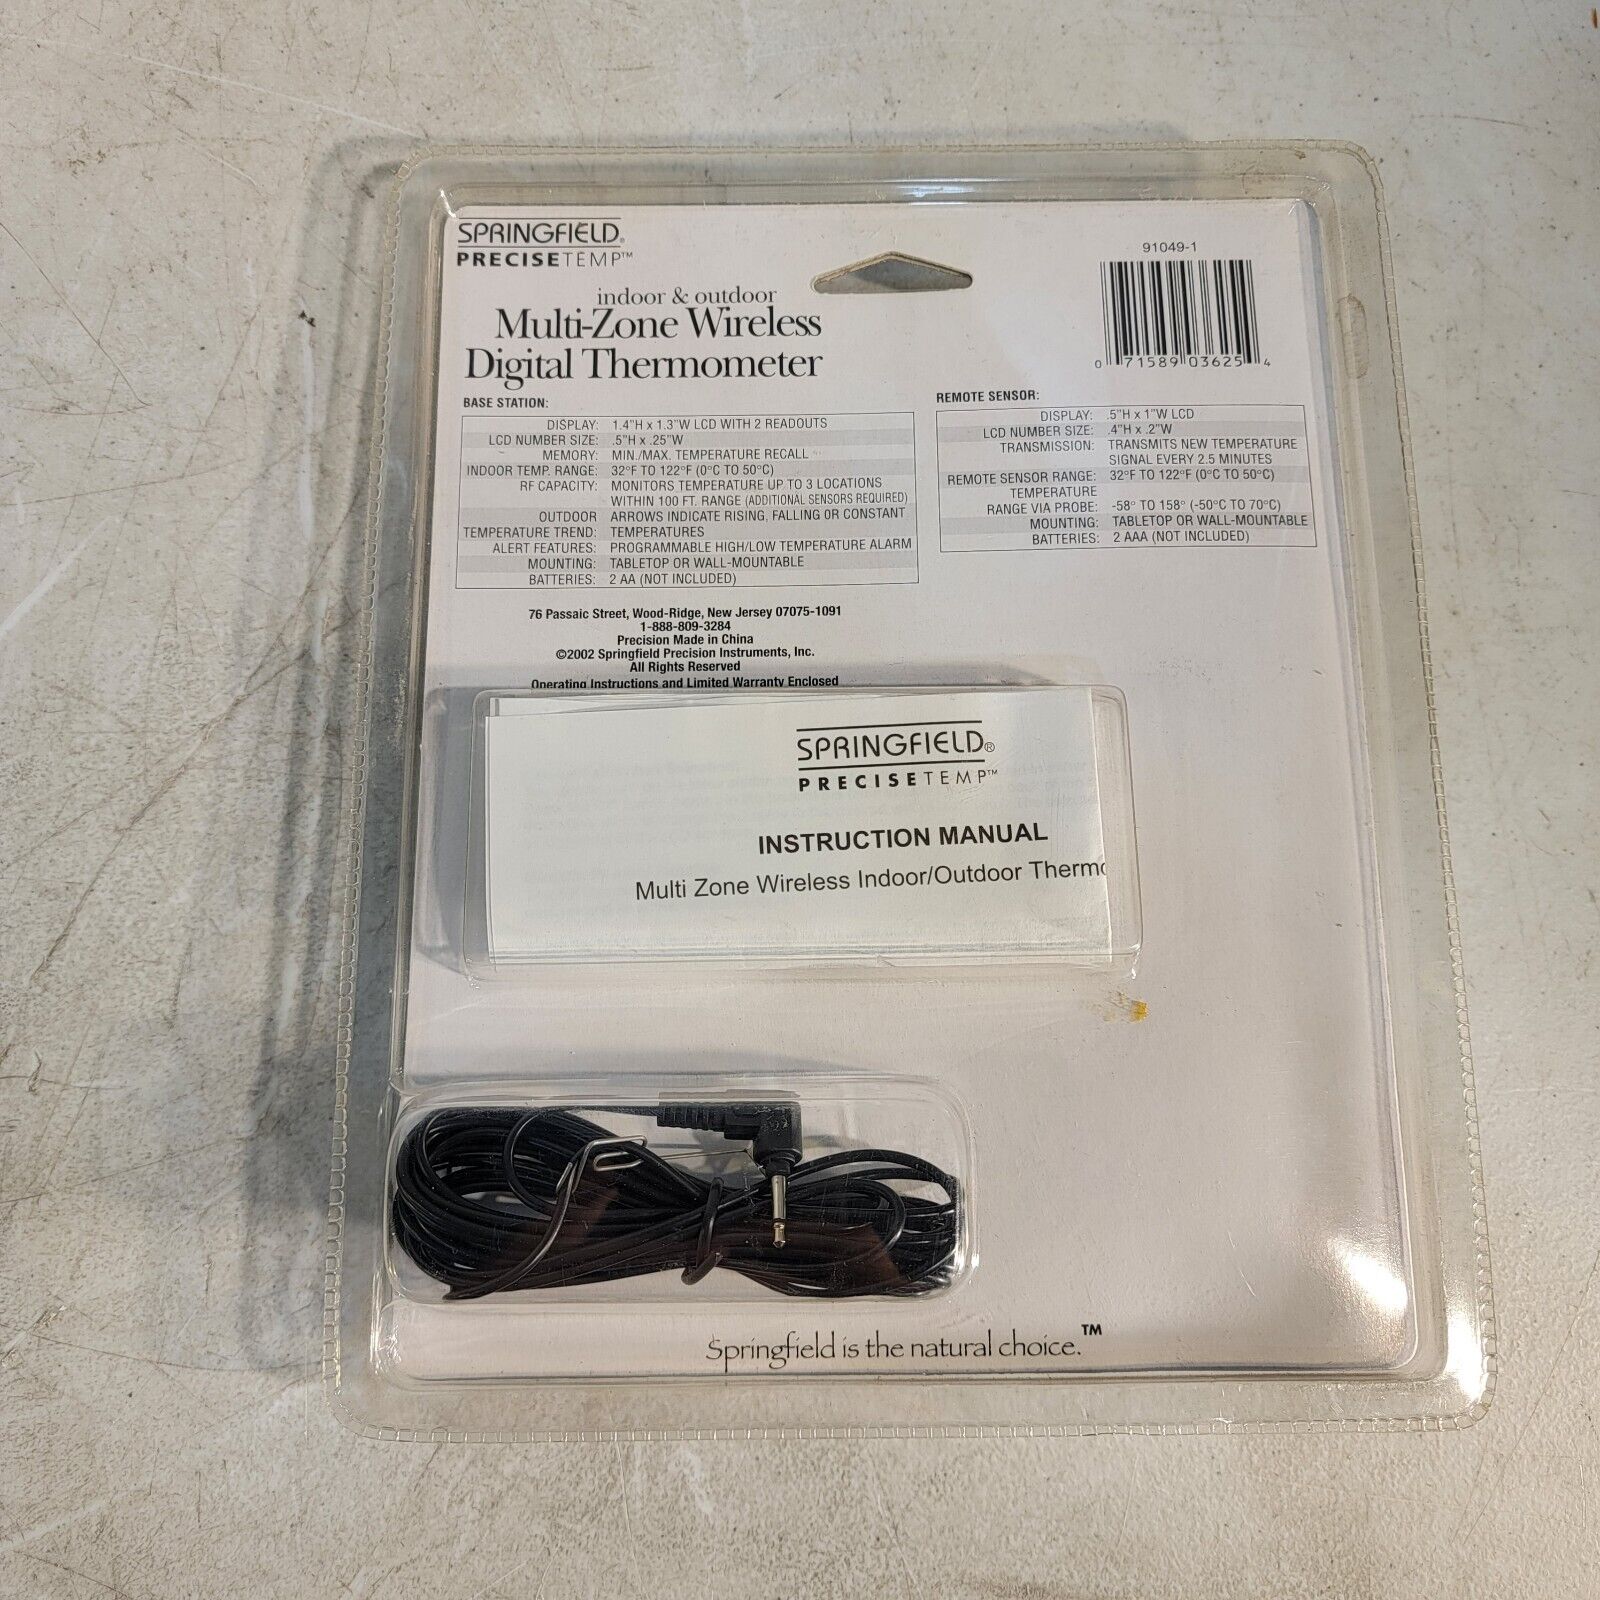 SPRINGFIELD®
PRECISETEMP™
indoor & outdoor
Multi-Zone Wireless
Digital Thermometer
91049-1
0 71589 03625 4
BASE STATION:
DISPLAY: 1.4"H x 1.3"W LCD WITH 2 READOUTS
LCD NUMBER SIZE: .5"H x .25"W
MEMORY: MIN./MAX. TEMPERATURE RECALL
INDOOR TEMP. RANGE: 32°F TO 122°F (0°C TO 50°C)
RF CAPACITY: MONITORS TEMPERATURE UP TO 3 LOCATIONS
WITHIN 100 FT. RANGE (ADDITIONAL SENSORS REQUIRED)
OUTDOOR ARROWS INDICATE RISING, FALLING OR CONSTANT
TEMPERATURE TREND: TEMPERATURES
ALERT FEATURES: PROGRAMMABLE HIGH/LOW TEMPERATURE ALARM
MOUNTING: TABLETOP OR WALL-MOUNTABLE
BATTERIES: 2 AA (NOT INCLUDED)
REMOTE SENSOR:
DISPLAY: .5"H x 1"W LCD
LCD NUMBER SIZE: .4"H x .2"W
TRANSMISSION: TRANSMITS NEW TEMPERATURE
SIGNAL EVERY 2.5 MINUTES
REMOTE SENSOR RANGE: 32°F TO 122°F (0°C TO 50°C)
TEMPERATURE
RANGE VIA PROBE: -58° TO 158° (-50°C TO 70°C)
MOUNTING: TABLETOP OR WALL-MOUNTABLE
BATTERIES: 2 AAA (NOT INCLUDED)
76 Passaic Street, Wood-Ridge, New Jersey 07075-1091
1-888-809-3284
Precision Made in China
©2002 Springfield Precision Instruments, Inc.
All Rights Reserved
Operating Instructions and Limited Warranty Enclosed
SPRINGFIELD®
PRECISETEMP™
INSTRUCTION MANUAL
Multi Zone Wireless Indoor/Outdoor Thermo
Springfield is the natural choice.™